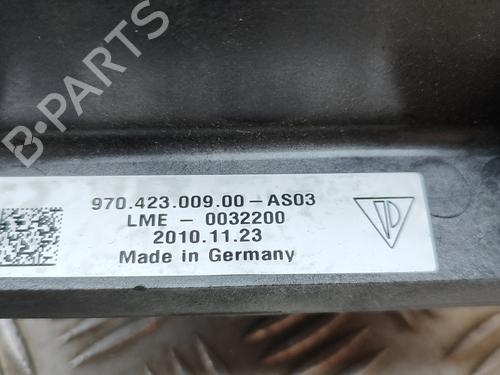 B-PARTS
970.423.009.00-AS03
LME - 0032200
2010.11.23
Made in Germany